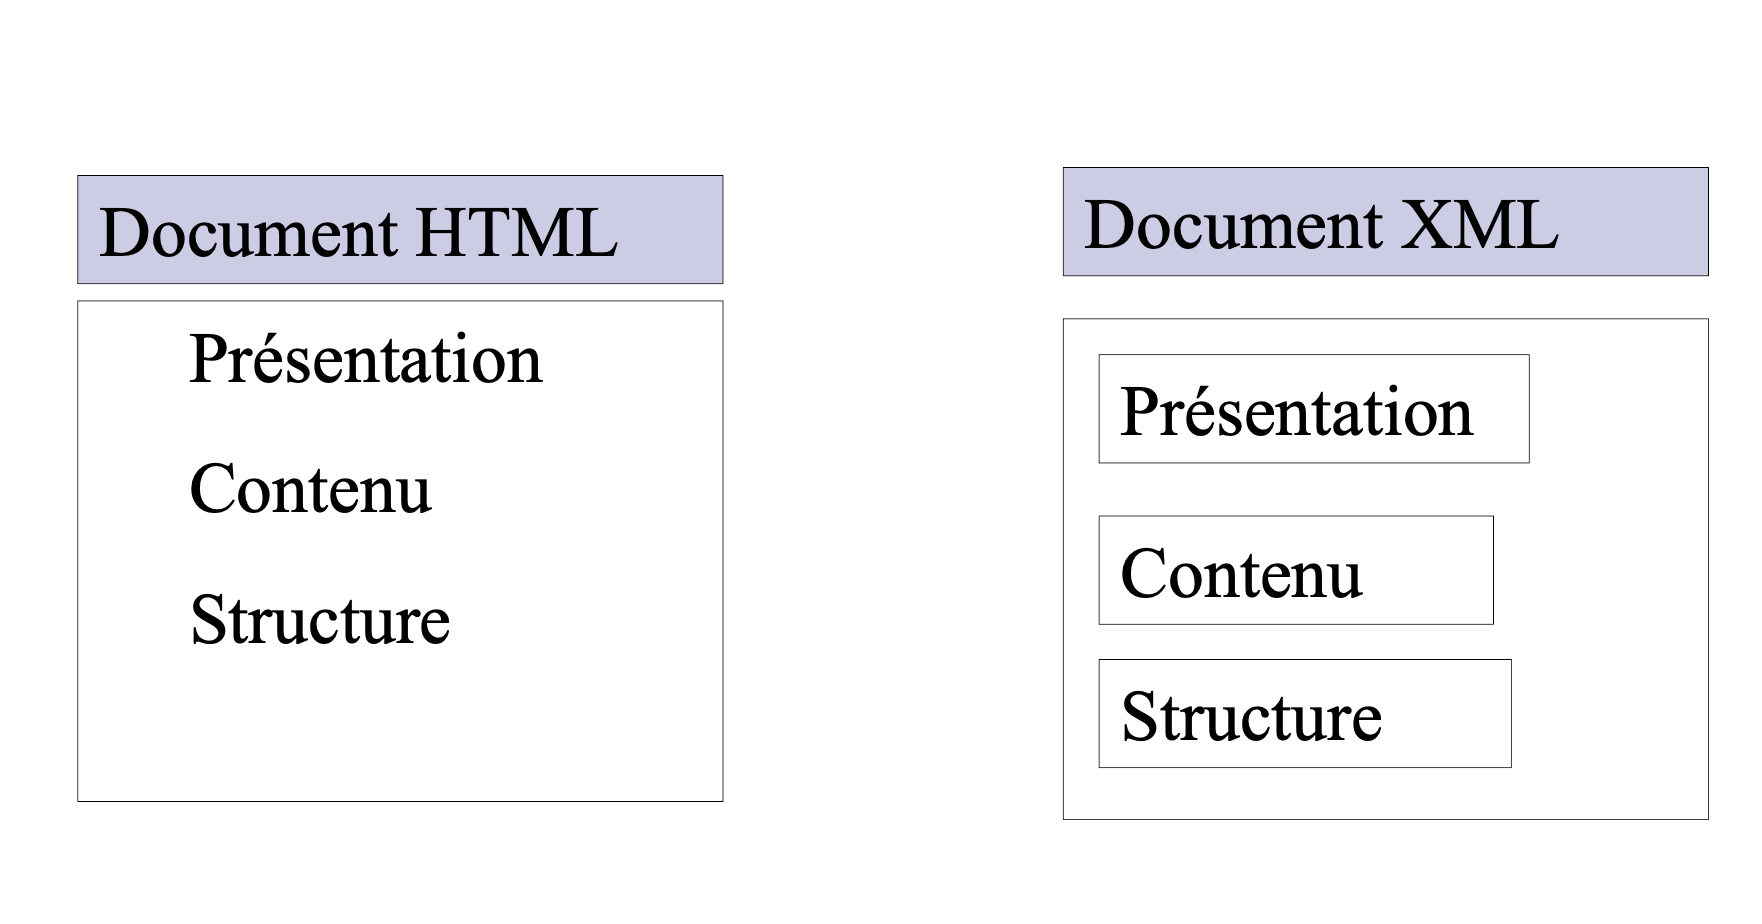 Document HTML
Présentation
Contenu
Structure
Document XML
Présentation
Contenu
Structure